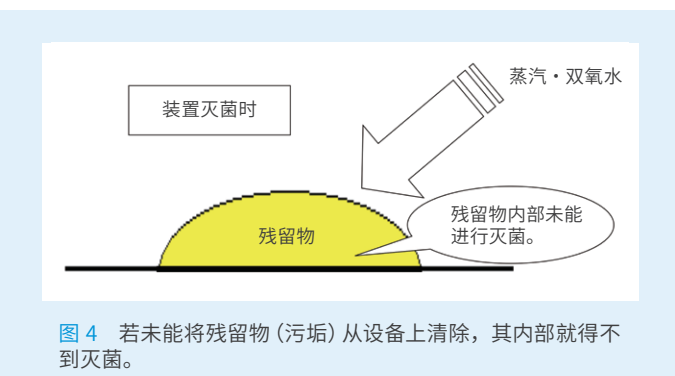 蒸汽・双氧水
装置灭菌时
残留物内部未能
进行灭菌。
残留物
图 4　若未能将残留物（污垢）从设备上清除，其内部就得不
到灭菌。